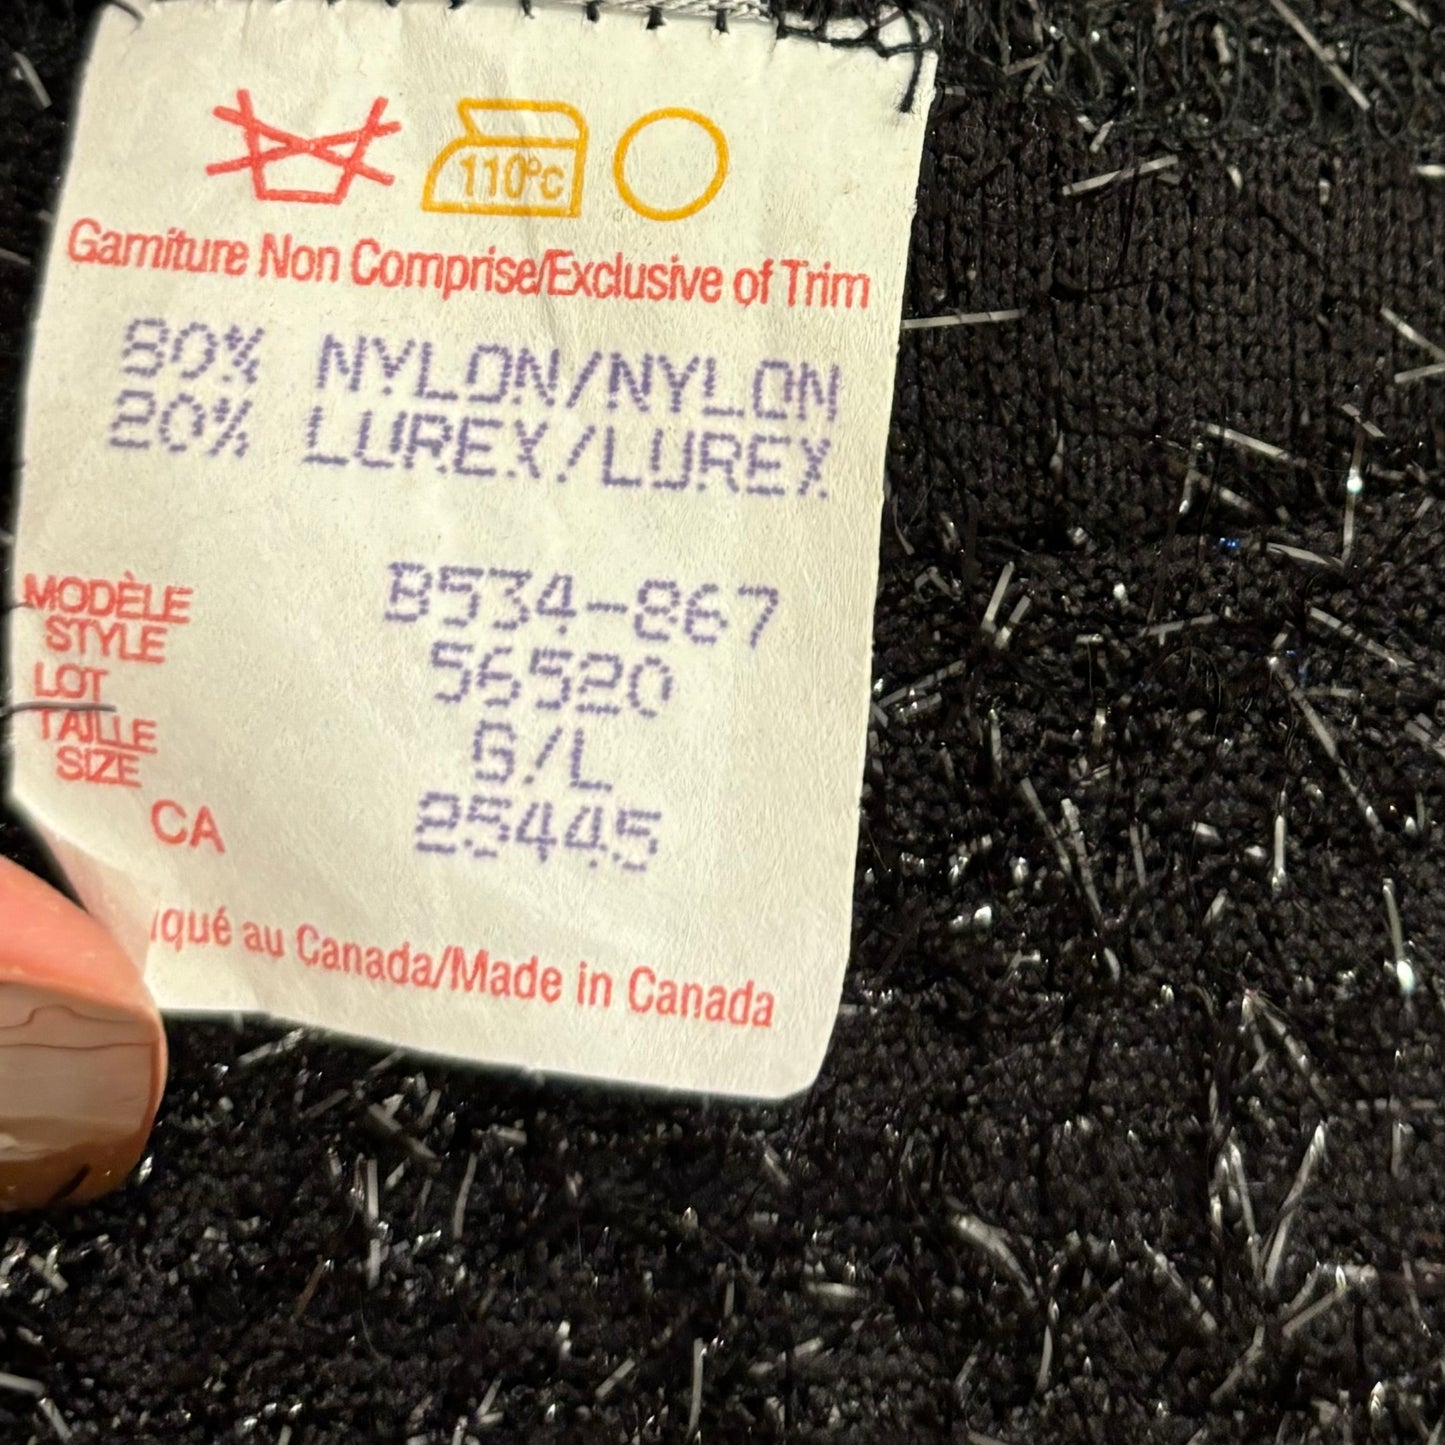 110°c
Garniture Non Comprise/Exclusive of Trim
80% NYLON/NYLON
20% LUREX/LUREX
MODÈLE B534-867
STYLE
LOT 56520
TAILLE G/L
SIZE
CA 25445
iqué au Canada/Made in Canada